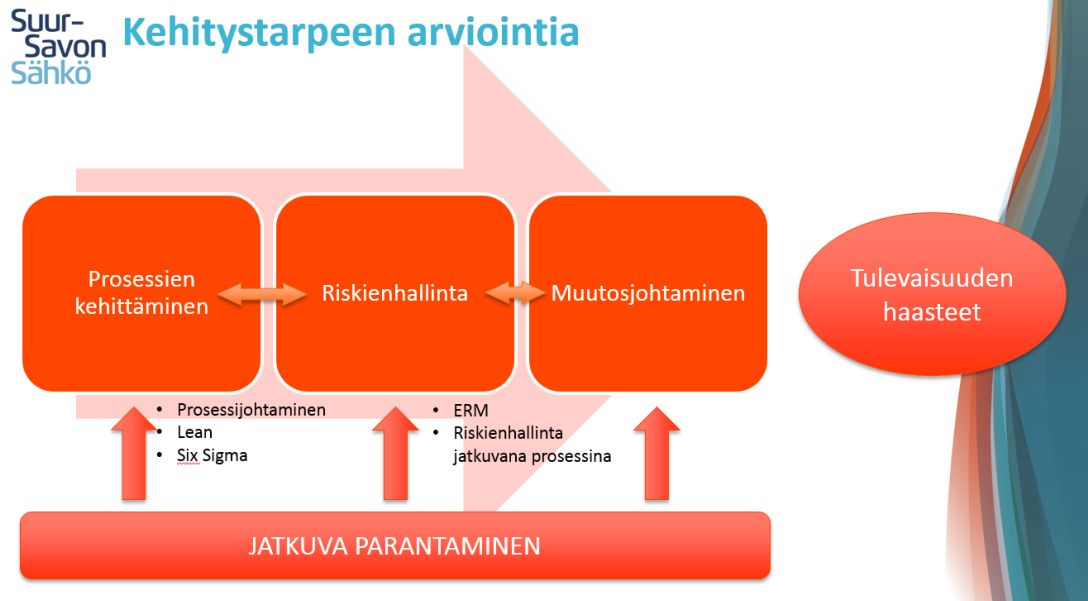 Suur-
Savon
Sähkö
Kehitystarpeen arviointia
Prosessien
kehittäminen
Riskienhallinta
Muutosjohtaminen
Tulevaisuuden
haasteet
• Prosessijohtaminen
• Lean
• Six Sigma
• ERM
• Riskienhallinta
jatkuvana prosessina
JATKUVA PARANTAMINEN